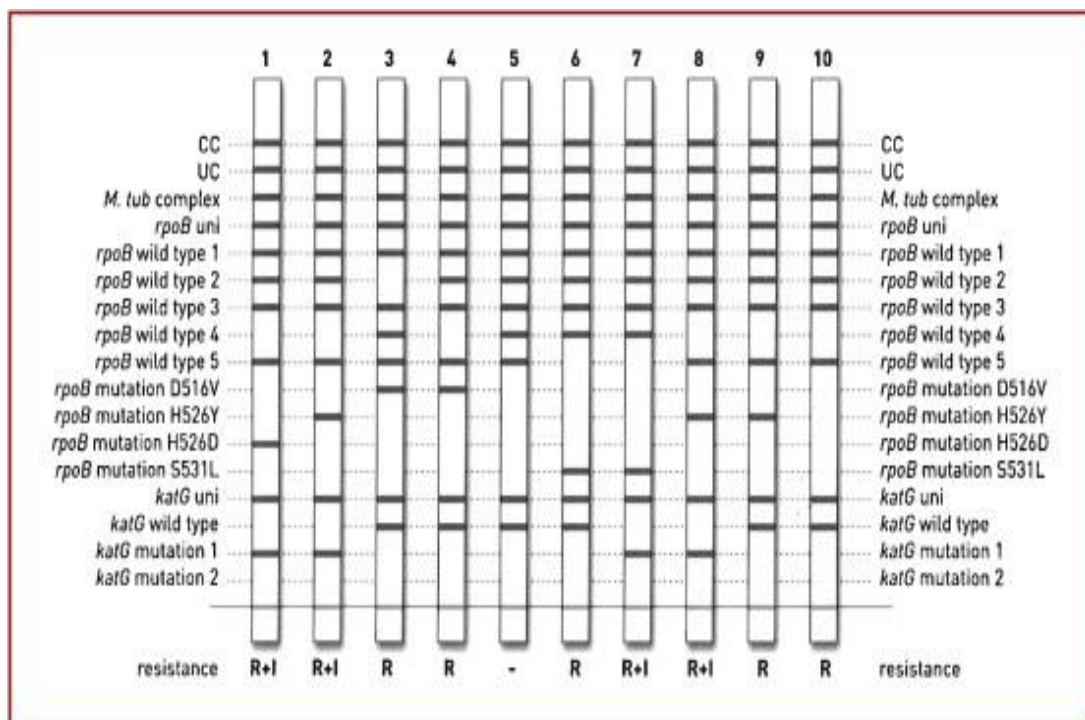 1 2 3 4 5 6 7 8 9 10
CC CC
UC UC
M. tub complex M. tub complex
rpoB uni rpoB uni
rpoB wild type 1 rpoB wild type 1
rpoB wild type 2 rpoB wild type 2
rpoB wild type 3 rpoB wild type 3
rpoB wild type 4 rpoB wild type 4
rpoB wild type 5 rpoB wild type 5
rpoB mutation D516V rpoB mutation D516V
rpoB mutation H526Y rpoB mutation H526Y
rpoB mutation H526D rpoB mutation H526D
rpoB mutation S531L rpoB mutation S531L
katG uni katG uni
katG wild type katG wild type
katG mutation 1 katG mutation 1
katG mutation 2 katG mutation 2
resistance R+I R+I R R - R R+I R+I R R resistance